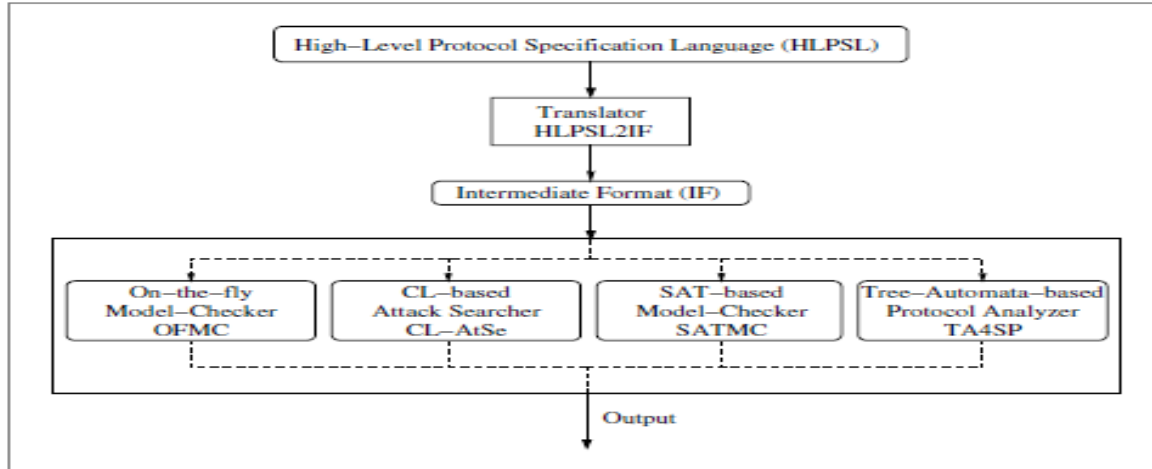 High–Level Protocol Specification Language (HLPSL)
Translator
HLPSL2IF
Intermediate Format (IF)
On–the–fly
Model–Checker
OFMC
CL–based
Attack Searcher
CL–AtSe
SAT–based
Model–Checker
SATMC
Tree–Automata–based
Protocol Analyzer
TA4SP
Output